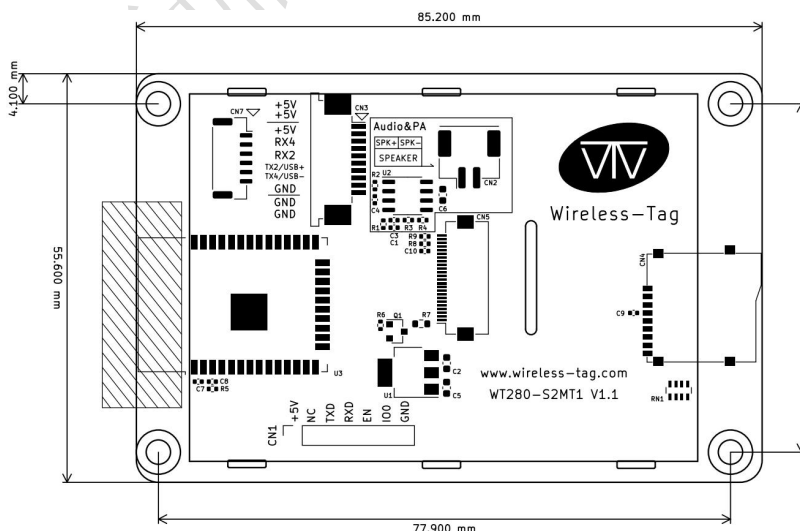 85.200 mm
4.100 mm
55.600 mm
CN7
+5V
+5V
+5V
RX4
RX2
TX2/USB+
TX4/USB-
GND
GND
GND
CN3
Audio&PA
SPK+ SPK-
SPEAKER
R2
U2
C4
C6
CN2
R1
C3
R3 R4
C1
CN5
R9
R8
C10
Wireless-Tag
CN4
C9
R6
Q1
R7
U3
C7
C8
R5
U1
C2
C5
www.wireless-tag.com
WT280-S2MT1 V1.1
RN1
CN1
+5V
NC
TXD
RXD
EN
IO0
GND
77.900 mm